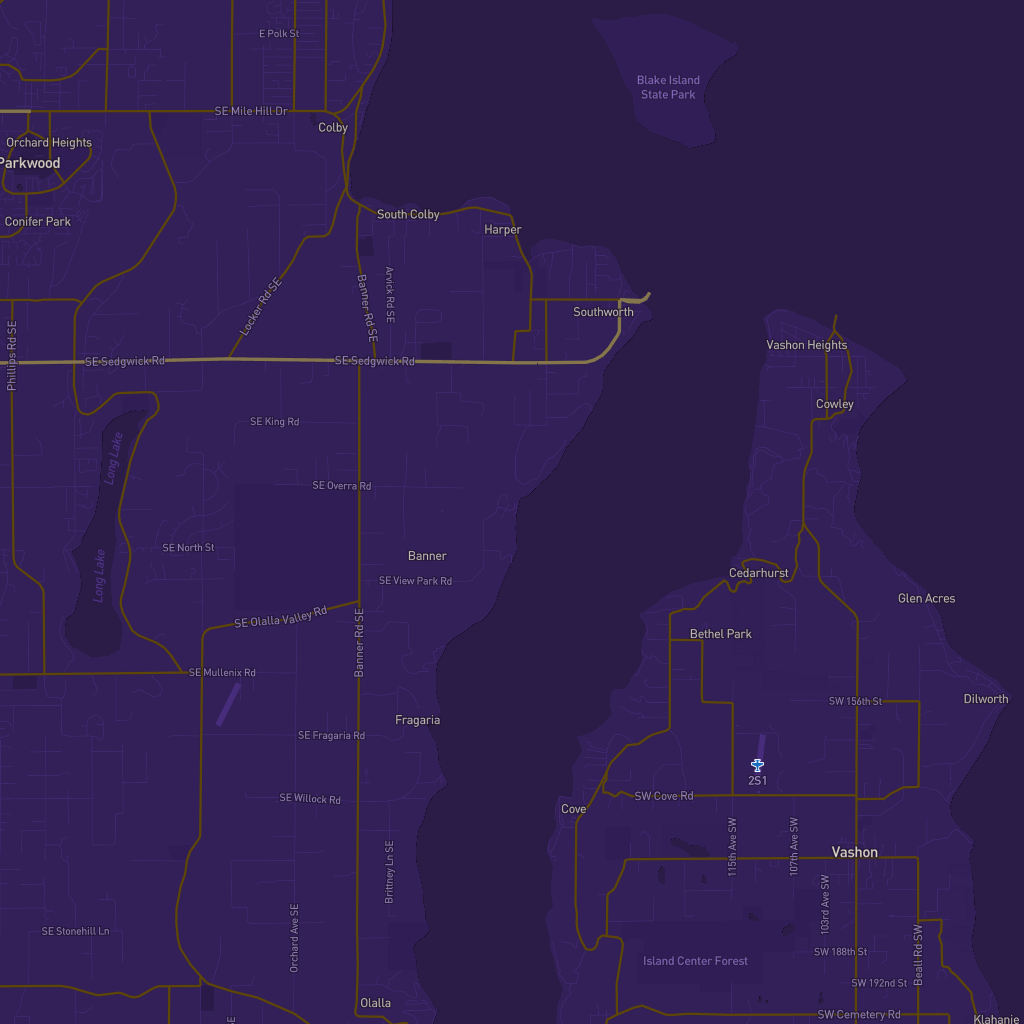 E Polk St
Blake Island
State Park
SE Mile Hill Dr
Colby
Orchard Heights
Parkwood
South Colby
Conifer Park
Harper
Arvick Rd SE
Banner Rd SE
Locker Rd SE
Southworth
Phillips Rd SE
Vashon Heights
SE Sedgwick Rd
SE Sedgwick Rd
Cowley
SE King Rd
Long Lake
SE Overra Rd
SE North St
Banner
Long Lake
Cedarhurst
SE View Park Rd
Glen Acres
SE Olalla Valley Rd
Banner Rd SE
Bethel Park
SE Mullenix Rd
SW 156th St
Dilworth
Fragaria
SE Fragaria Rd
2S1
SE Willock Rd
SW Cove Rd
Cove
115th Ave SW
107th Ave SW
Vashon
Brittney Ln SE
103rd Ave SW
SE Stonehill Ln
Orchard Ave SE
SW 188th St
Beall Rd SW
Island Center Forest
SW 192nd St
Olalla
SE
SW Cemetery Rd
Klahanie